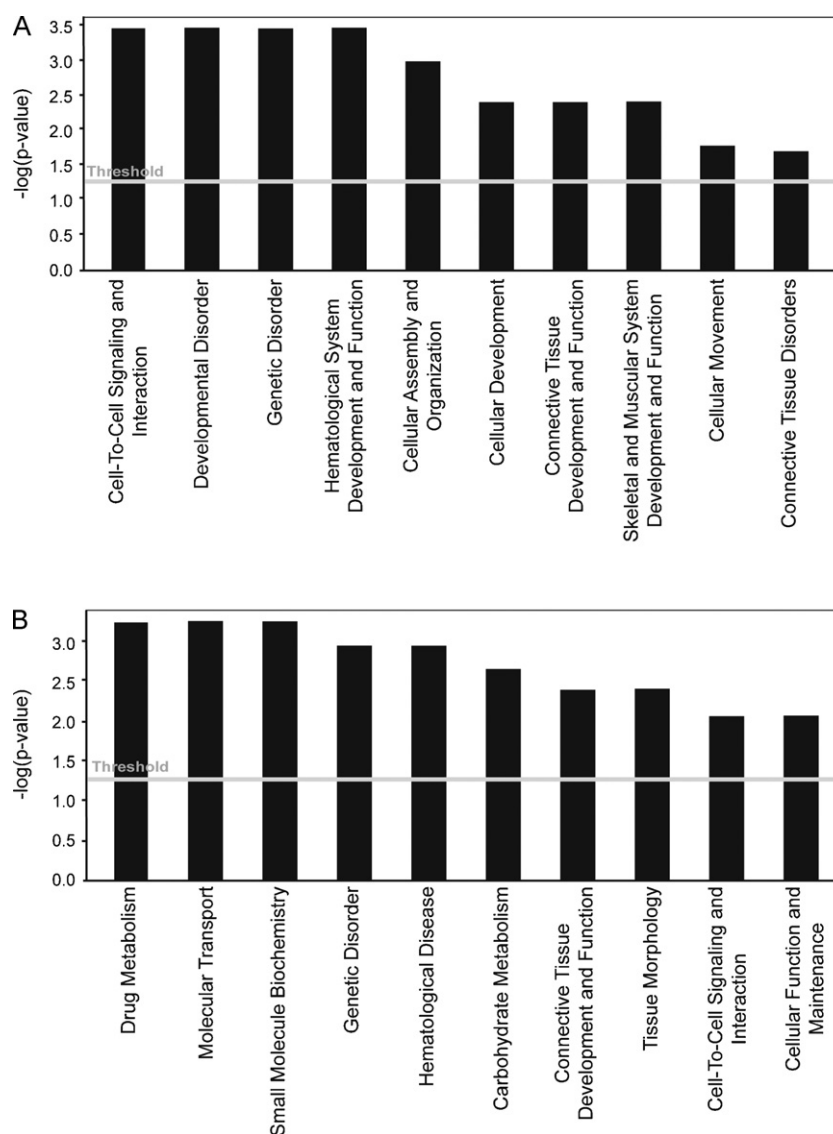 A
-log(p-value)
3.5
3.0
2.5
2.0
1.5
1.0
0.5
0.0
Threshold
Cell-To-Cell Signaling and
Interaction
Developmental Disorder
Genetic Disorder
Hematological System
Development and Function
Cellular Assembly and
Organization
Cellular Development
Connective Tissue
Development and Function
Skeletal and Muscular System
Development and Function
Cellular Movement
Connective Tissue Disorders
B
-log(p-value)
3.0
2.5
2.0
1.5
1.0
0.5
0.0
Threshold
Drug Metabolism
Molecular Transport
Small Molecule Biochemistry
Genetic Disorder
Hematological Disease
Carbohydrate Metabolism
Connective Tissue
Development and Function
Tissue Morphology
Cell-To-Cell Signaling and
Interaction
Cellular Function and
Maintenance